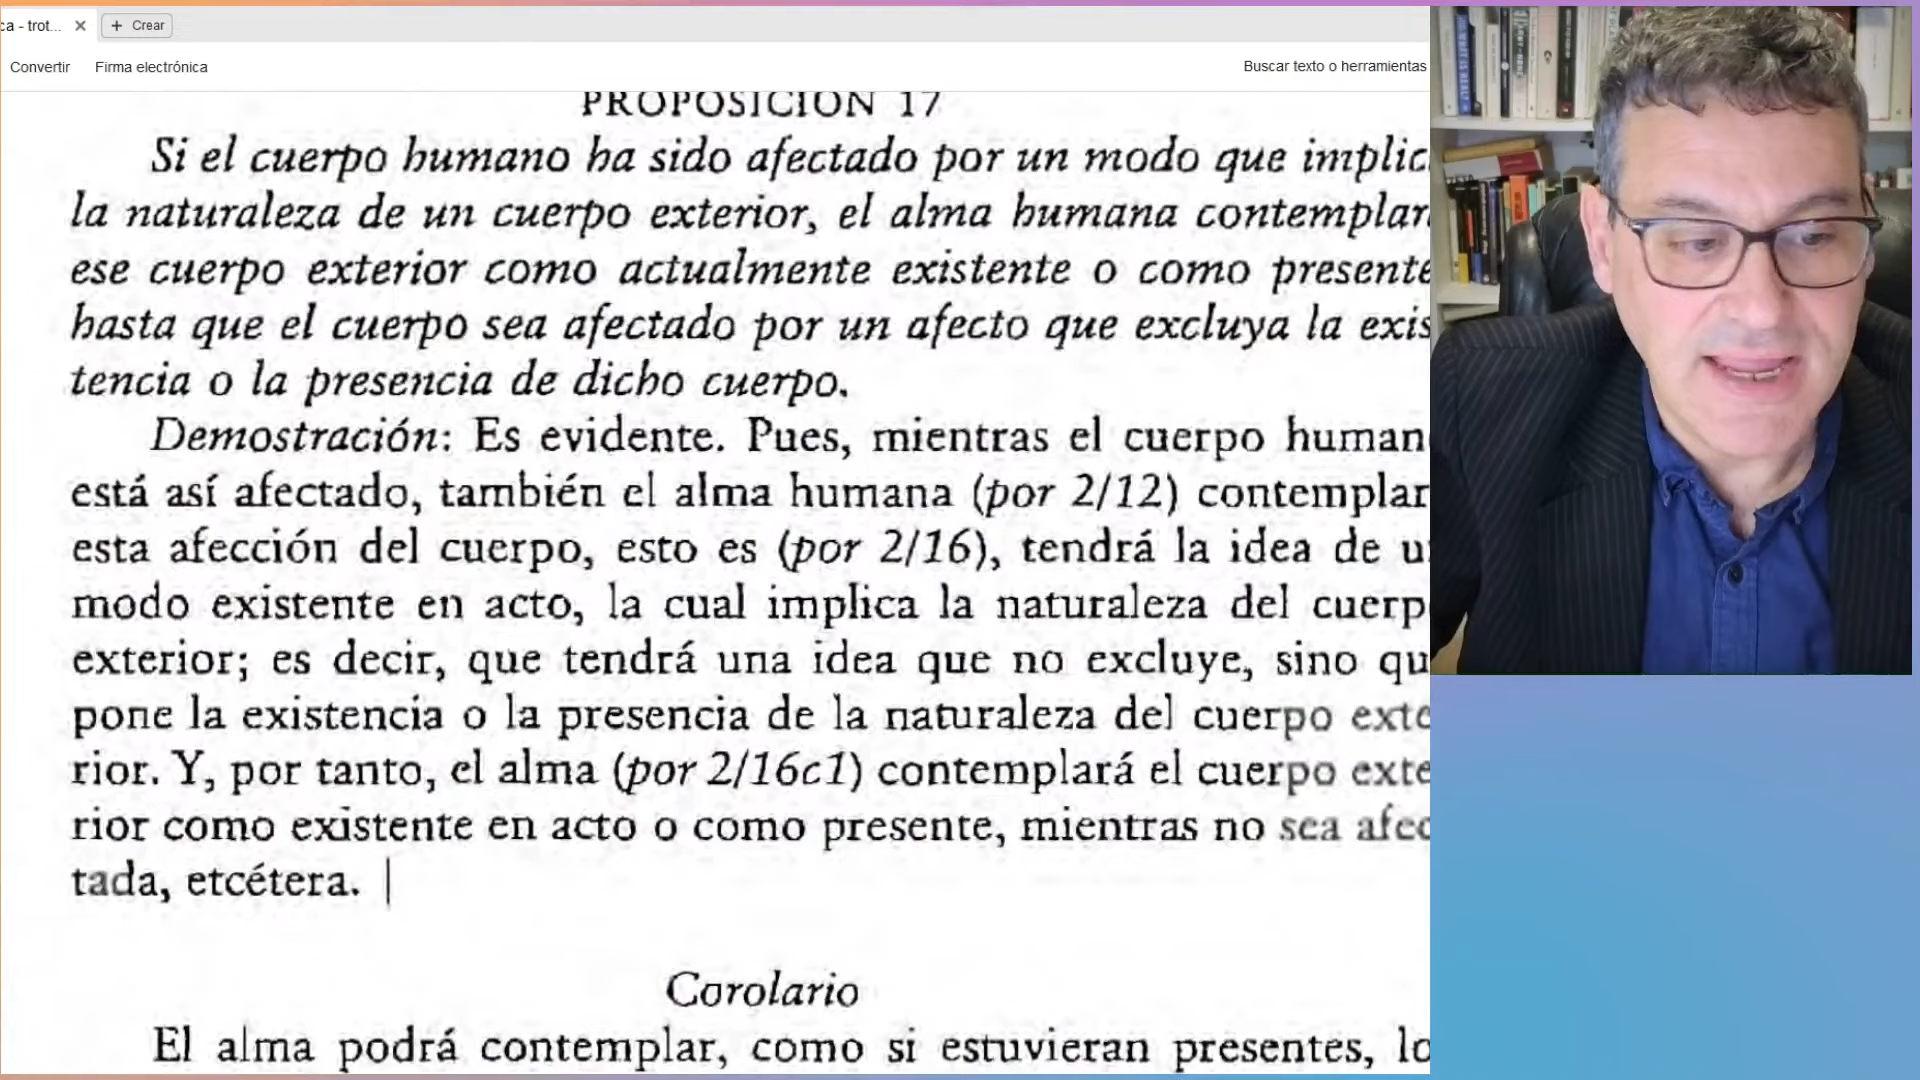 ca - trot...
Crear
Convertir
Firma electrónica
Buscar texto o herramientas
PROPOSICIÓN 17
Si el cuerpo humano ha sido afectado por un modo que implic
la naturaleza de un cuerpo exterior, el alma humana contemplar
ese cuerpo exterior como actualmente existente o como presente
hasta que el cuerpo sea afectado por un afecto que excluya la exis
tencia o la presencia de dicho cuerpo.
Demostración: Es evidente. Pues, mientras el cuerpo human
está así afectado, también el alma humana (por 2/12) contemplar
esta afección del cuerpo, esto es (por 2/16), tendrá la idea de u
modo existente en acto, la cual implica la naturaleza del cuerp
exterior; es decir, que tendrá una idea que no excluye, sino qu
pone la existencia o la presencia de la naturaleza del cuerpo exte
rior. Y, por tanto, el alma (por 2/16c1) contemplará el cuerpo exte
rior como existente en acto o como presente, mientras no sea afec
tada, etcétera.
Corolario
El alma podrá contemplar, como si estuvieran presentes, lo